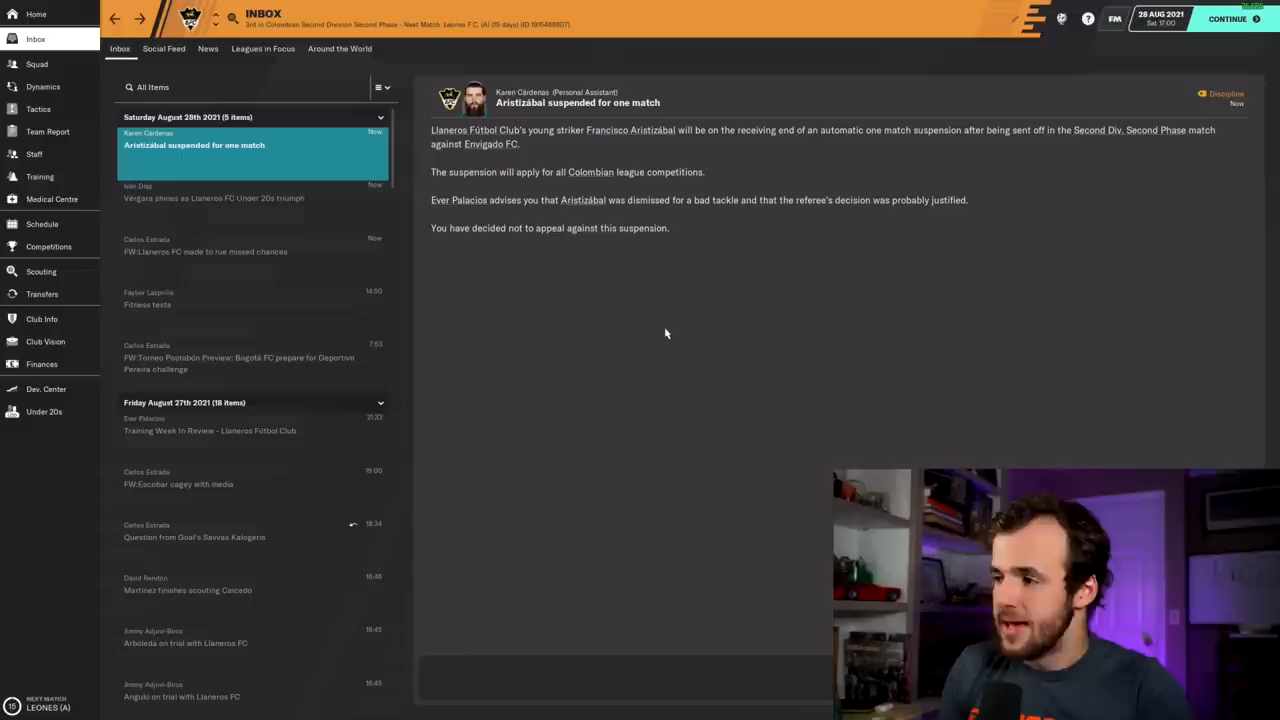 Home
Inbox
Squad
Dynamics
Tactics
Team Report
Staff
Training
Medical Centre
Schedule
Competitions
Scouting
Transfers
Club Info
Club Vision
Finances
Dev. Center
Under 20s
15
NEXT MATCH
LEONES (A)
INBOX
3rd in Colombian Second Division Second Phase - Next Match: Leones F.C. (A) (15 days) (ID 1915488807)
FM
28 AUG 2021
Sat 17:00
CONTINUE
Inbox Social Feed News Leagues in Focus Around the World
All Items
Saturday August 28th 2021 (5 items)
Karen Cárdenas Now
Aristizábal suspended for one match
Iván Díaz Now
Vergara shines as Llaneros FC Under 20s triumph
Carlos Estrada Now
FW:Llaneros FC made to rue missed chances
14:50
Fitness tests
Carlos Estrada 7:53
FW:Torneo Postobón Preview: Bogotá FC prepare for Deportivo
Pereira challenge
Friday August 27th 2021 (18 items)
Ever Palacios 21:33
Training Week In Review - Llaneros Fútbol Club
Carlos Estrada 19:00
FW:Escobar cagey with media
Carlos Estrada 18:34
Question from Goal's Savvas Kalogeris
David Rendón 16:46
Martínez finishes scouting Caicedo
Jimmy Adjovi-Boco 16:45
Arboleda on trial with Llaneros FC
Jimmy Adjovi-Boco 16:45
Anguló on trial with Llaneros FC
Karen Cárdenas (Personal Assistant)
Aristizábal suspended for one match
Discipline
Now
Llaneros Fútbol Club's young striker Francisco Aristizábal will be on the receiving end of an automatic one match suspension after being sent off in the Second Div. Second Phase match
against Envigado FC.
The suspension will apply for all Colombian league competitions.
Ever Palacios advises you that Aristizábal was dismissed for a bad tackle and that the referee's decision was probably justified.
You have decided not to appeal against this suspension.